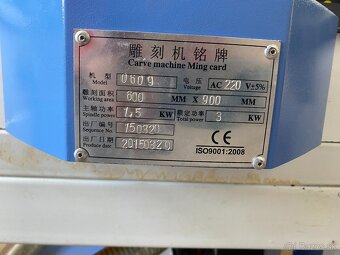 雕刻机铭牌
Carve machine Ming card
机型 Model 0609 电压 Voltage AC 220 V±5%
雕刻面积 Working area 600 MM X 900 MM
主轴功率 Spindle power 1,5 KW 额定功率 Total power 3 KW
出厂编号 Sequence No. 150320
出厂日期 Produce date 20150320
CE
ISO9001:2008